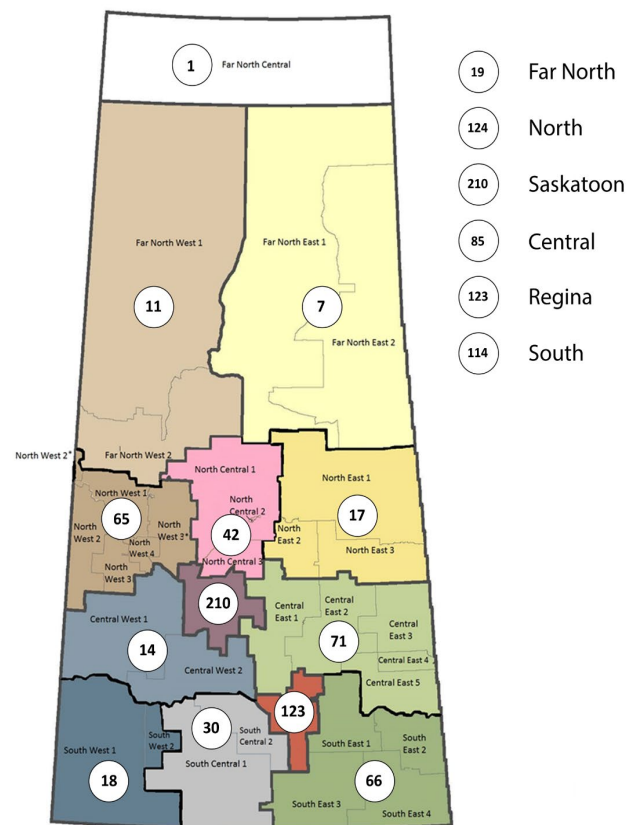 1 Far North Central
19 Far North
124 North
210 Saskatoon
85 Central
123 Regina
114 South
Far North West 1
Far North East 1
11
7
Far North East 2
North West 2*
Far North West 2
North Central 1
North East 1
North West 1
65
North
West 2
North
West 3*
North
West 4
North
West 3
North
Central 2
42
North Central 3
17
North
East 2
North East 3
210
Central West 1
14
Central West 2
Central
East 1
Central
East 2
Central
East 3
71
Central East 4
Central East 5
123
South West 1
18
South
West 2
30
South
Central 2
South Central 1
South East 1
South
East 2
66
South East 3
South East 4